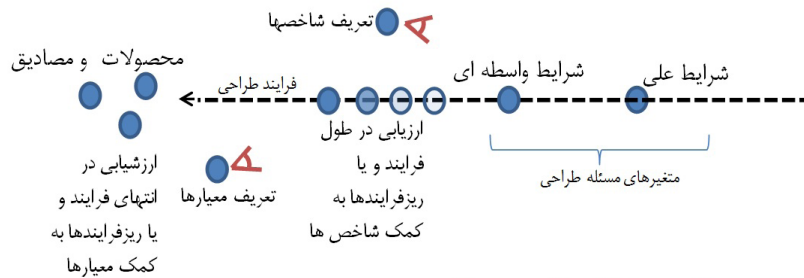 تعریف شاخصها
شرایط علی
شرایط واسطه ای
محصولات و مصادیق
فرایند طراحی
متغیرهای مسئله طراحی
ارزیابی در طول
فرایند و یا
ریزفرایندها به
کمک شاخص ها
تعریف معیارها
ارزشیابی در
انتهای فرایند و
یا ریزفرایندها به
کمک معیارها